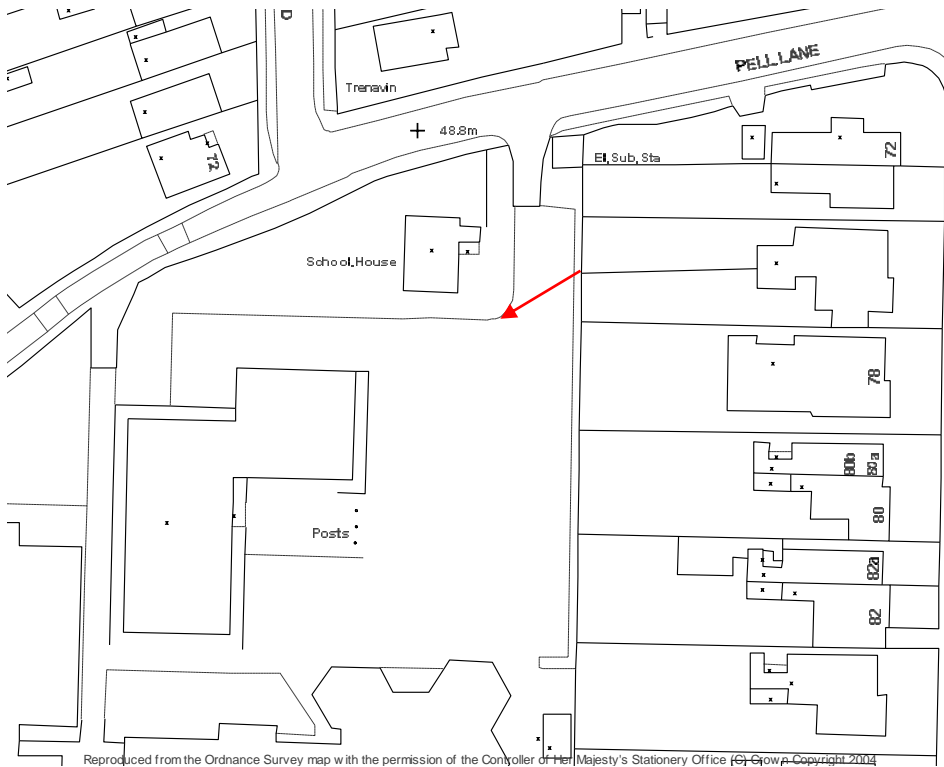 D
PELL LANE
Trenavin
48.8m
72
El Sub Sta
72
School House
78
80b
80a
80
Posts
82a
82
Reproduced from the Ordnance Survey map with the permission of the Controller of Her Majesty's Stationery Office (C) Crown Copyright 2004